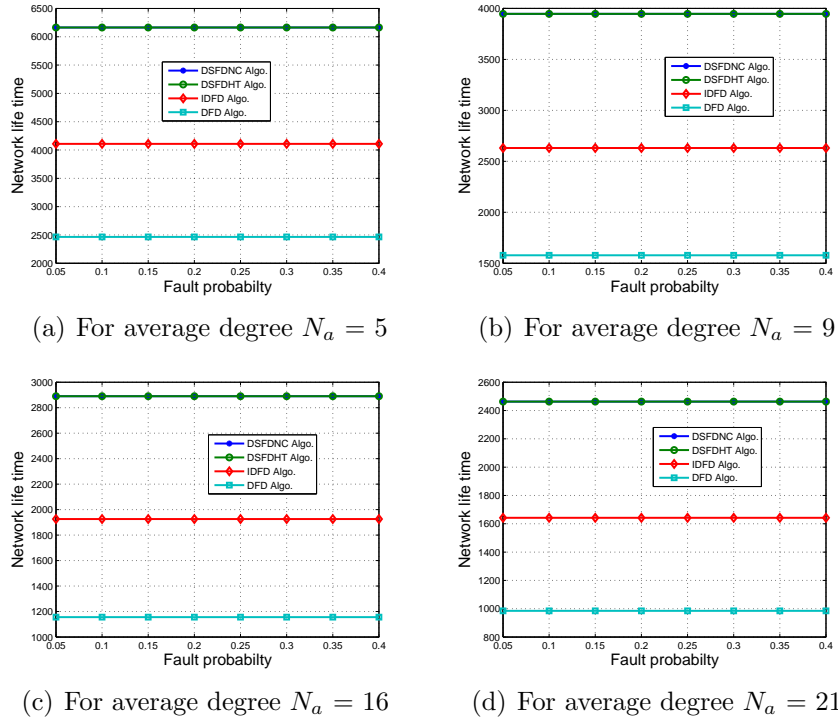 6500
6000
5500
5000
4500
4000
3500
3000
2500
2000
Network life time
DSFDNC Algo.
DSFDHT Algo.
IDFD Algo.
DFD Algo.
0.05 0.1 0.15 0.2 0.25 0.3 0.35 0.4
Fault probabilty
(a) For average degree N_a = 5
4000
3500
3000
2500
2000
1500
Network life time
DSFDNC Algo.
DSFDHT Algo.
IDFD Algo.
DFD Algo.
0.05 0.1 0.15 0.2 0.25 0.3 0.35 0.4
Fault probabilty
(b) For average degree N_a = 9
3000
2800
2600
2400
2200
2000
1800
1600
1400
1200
1000
Network life time
DSFDNC Algo.
DSFDHT Algo.
IDFD Algo.
DFD Algo.
0.05 0.1 0.15 0.2 0.25 0.3 0.35 0.4
Fault probabilty
(c) For average degree N_a = 16
2600
2400
2200
2000
1800
1600
1400
1200
1000
800
Network life time
DSFDNC Algo.
DSFDHT Algo.
IDFD Algo.
DFD Algo.
0.05 0.1 0.15 0.2 0.25 0.3 0.35 0.4
Fault probabilty
(d) For average degree N_a = 21